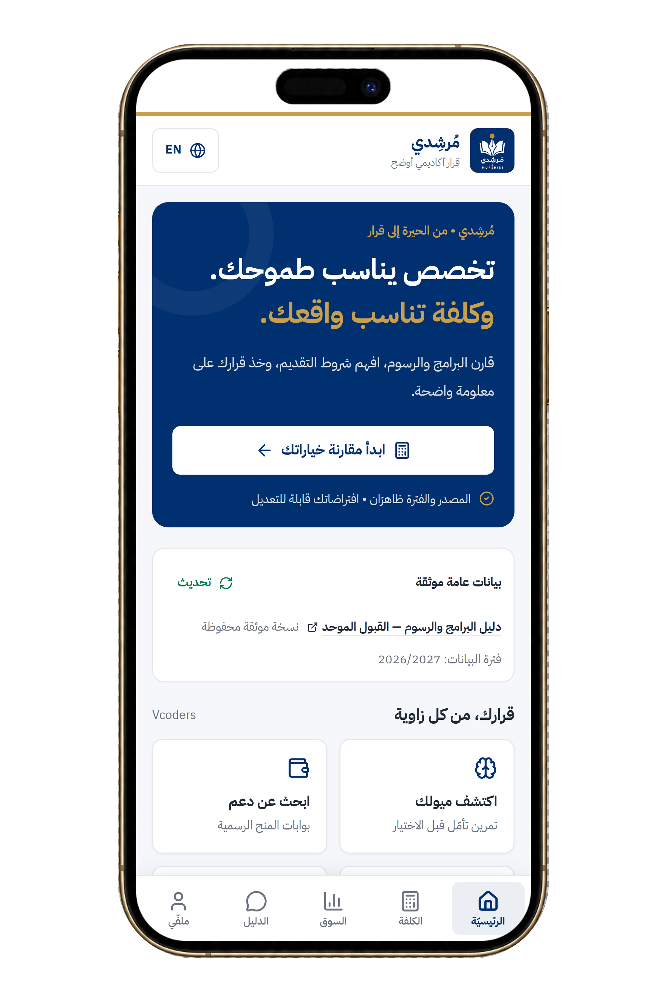 مُرشِدي
MURSHIDI
مُرشِدي
قرار أكاديمي أوضح
EN
مُرشِدي • من الحيرة إلى قرار
تخصص يناسب طموحك.
وكلفة تناسب واقعك.
قارن البرامج والرسوم، افهم شروط التقديم، وخذ قرارك على
معلومة واضحة.
ابدأ مقارنة خياراتك
المصدر والفترة ظاهرَان • افتراضاتك قابلة للتعديل
بيانات عامة موثقة
تحديث
دليل البرامج والرسوم — القبول الموحد
نسخة موثقة محفوظة
فترة البيانات: 2026/2027
قرارك، من كل زاوية
Vcoders
اكتشف ميولك
تمرين تأمّل قبل الاختيار
ابحث عن دعم
بوابات المنح الرسمية
الرئيسيّة
الكلفة
السوق
الدليل
ملفّي